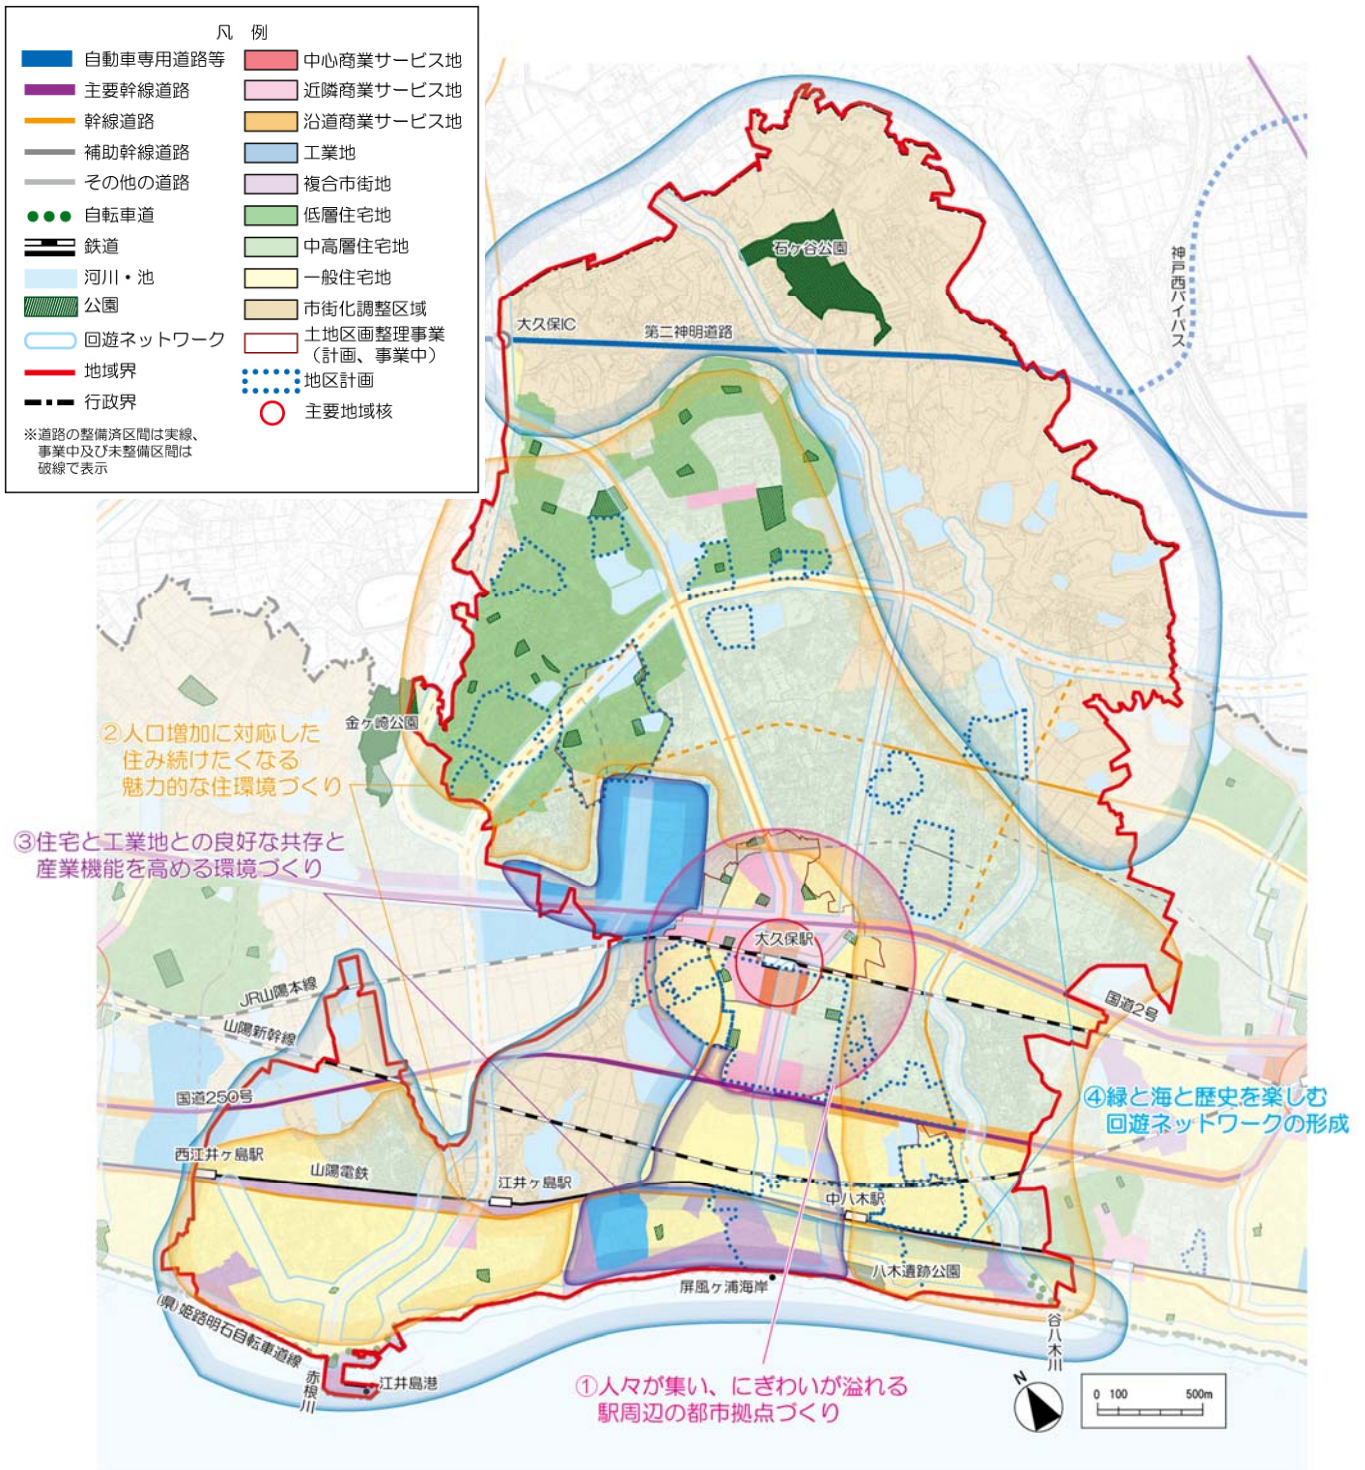 凡 例
自動車専用道路等
主要幹線道路
幹線道路
補助幹線道路
その他の道路
自転車道
鉄道
河川・池
公園
回遊ネットワーク
地域界
行政界
※道路の整備済区間は実線、
事業中及び未整備区間は
破線で表示
中心商業サービス地
近隣商業サービス地
沿道商業サービス地
工業地
複合市街地
低層住宅地
中高層住宅地
一般住宅地
市街化調整区域
土地区画整理事業
（計画、事業中）
地区計画
主要地域核
石ヶ谷公園
神戸西バイパス
大久保IC
第二神明道路
金ヶ崎公園
②人口増加に対応した
住み続けたくなる
魅力的な住環境づくり
③住宅と工業地との良好な共存と
産業機能を高める環境づくり
大久保駅
JR山陽本線
山陽新幹線
国道2号
国道250号
④緑と海と歴史を楽しむ
回遊ネットワークの形成
西江井ヶ島駅
山陽電鉄
江井ヶ島駅
中八木駅
八木遺跡公園
屏風ヶ浦海岸
(県)姫路明石自転車道線
谷八木川
赤根川
江井島港
①人々が集い、にぎわいが溢れる
駅周辺の都市拠点づくり
N
0 100 500m